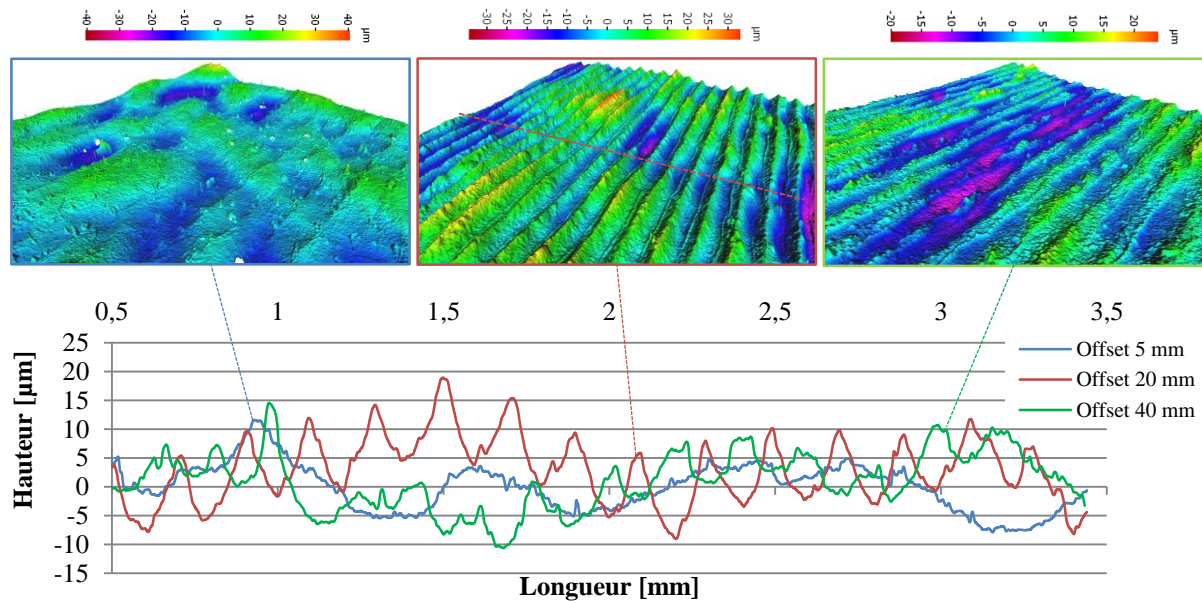 -40 -30 -20 -10 0 10 20 30 40 µm
-30 -25 -20 -15 -10 -5 0 5 10 15 20 25 30 µm
-20 -15 -10 -5 0 5 10 15 20 µm
0,5 1 1,5 2 2,5 3 3,5
25
20
15
10
5
0
-5
-10
-15
Hauteur [µm]
Offset 5 mm
Offset 20 mm
Offset 40 mm
Longueur [mm]